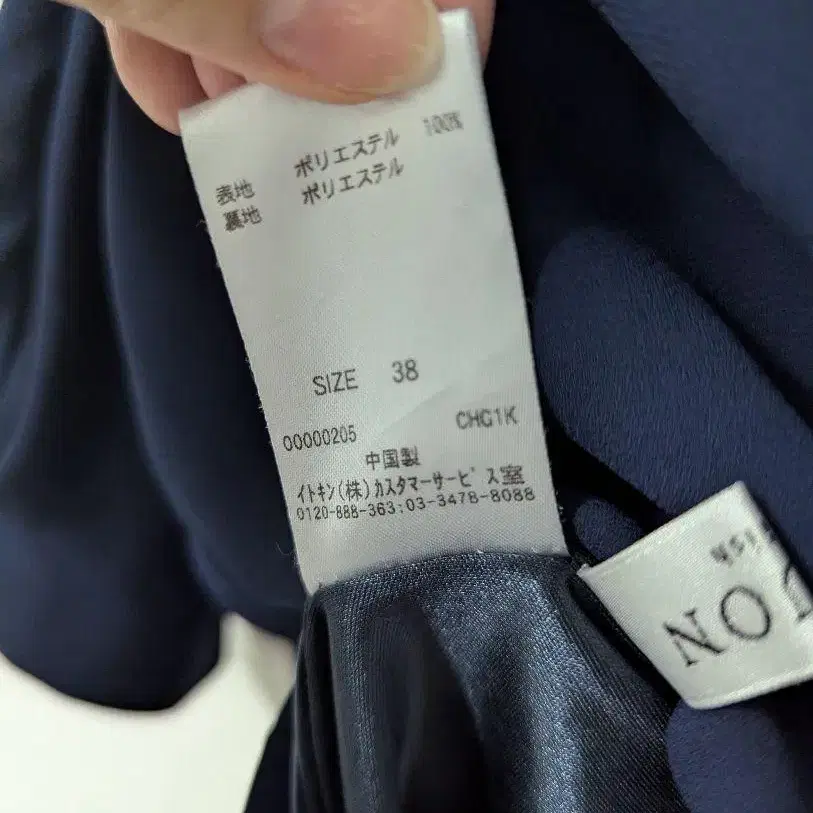 表地 ポリエステル 100%
裏地 ポリエステル
SIZE 38
00000205 CHG1K
中国製
イトキン(株)カスタマーサービス室
0120-888-363:03-3478-8088
ON